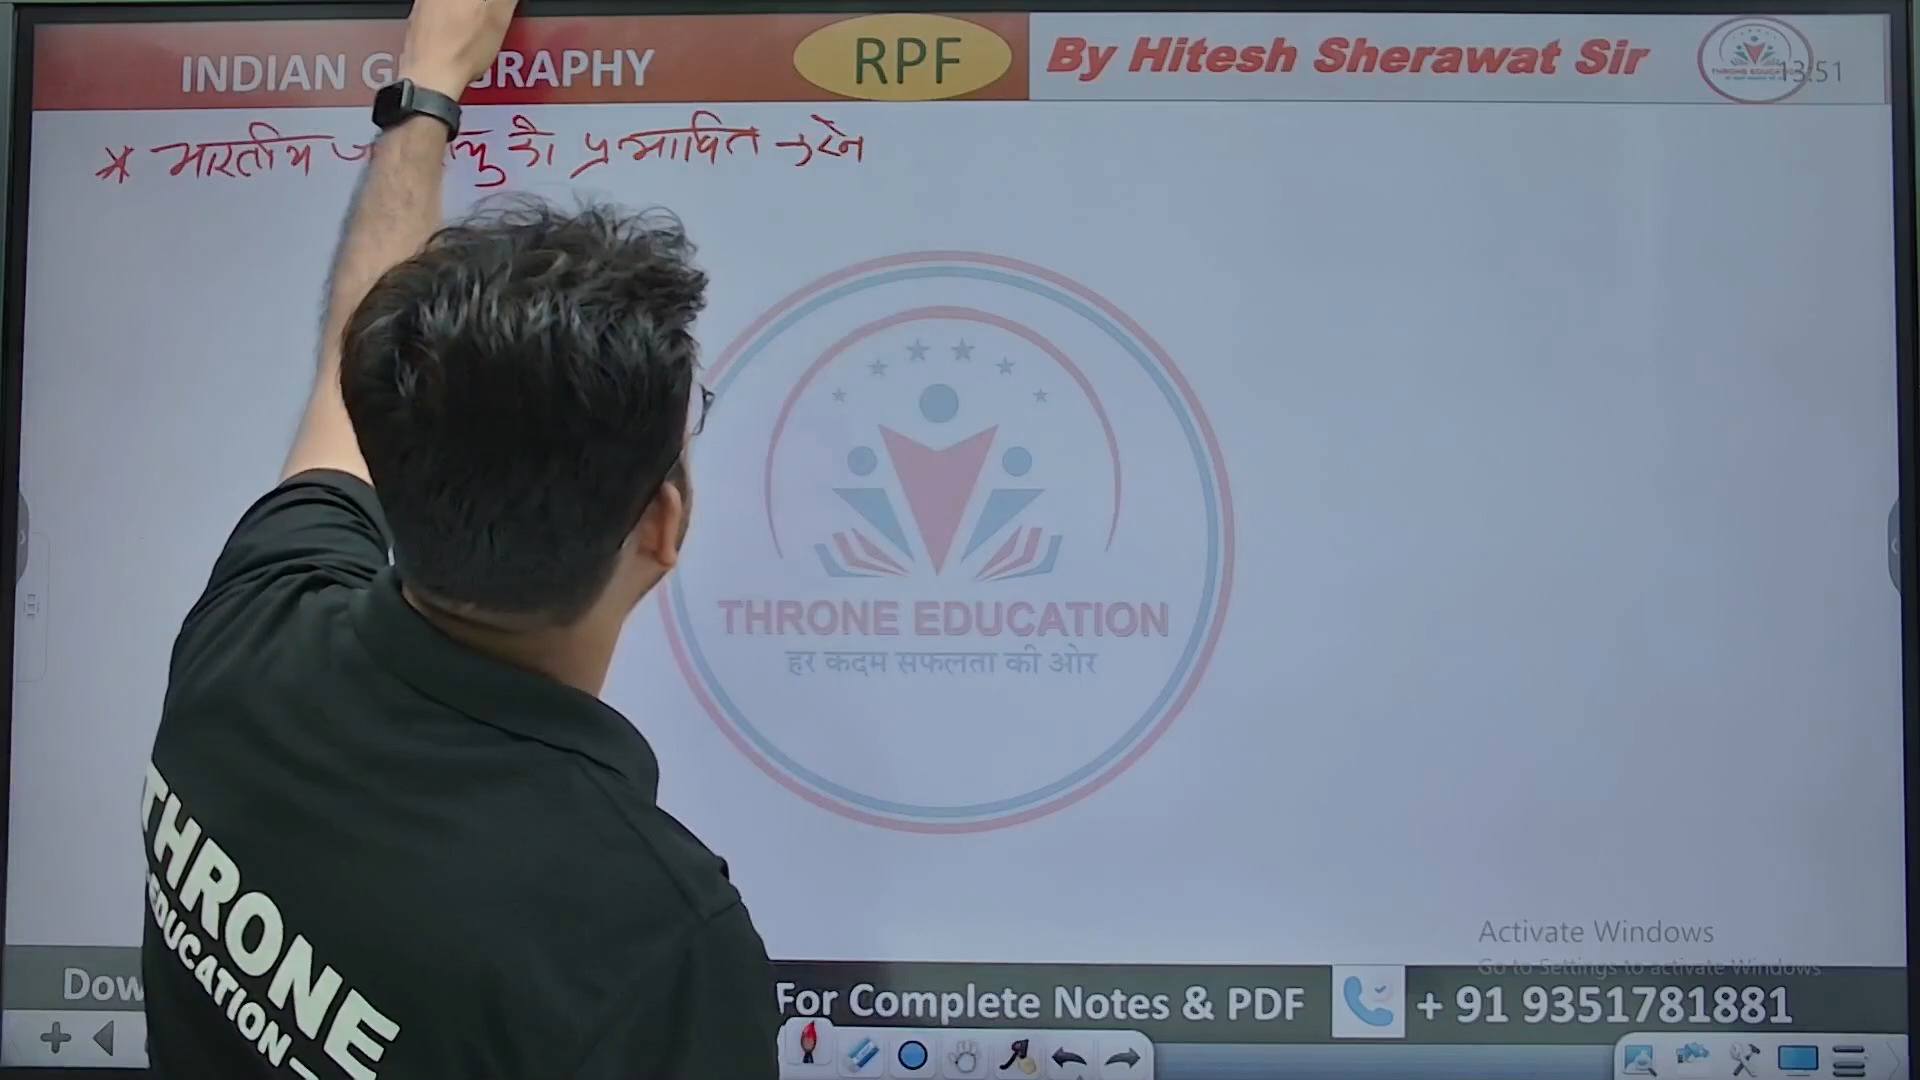 INDIAN G RAPHY
RPF
By Hitesh Sherawat Sir
13:51
* भारतीय को प्रभावित करने
THRONE EDUCATION
हर कदम सफलता की ओर
THRONE
EDUCATION
Activate Windows
Go to Settings to activate Windows
Dow For Complete Notes & PDF + 91 9351781881